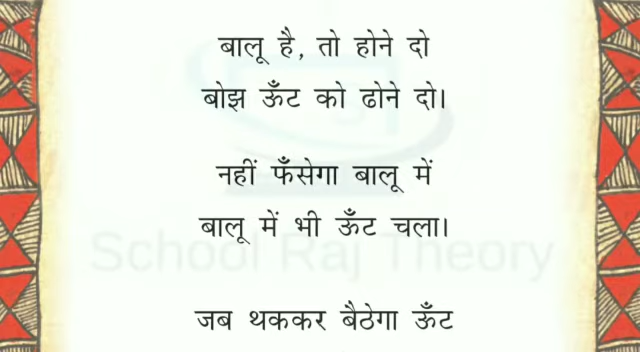 बालू है, तो होने दो
बोझ ऊँट को ढोने दो।
नहीं फँसेगा बालू में
बालू में भी ऊँट चला।
School Raj Theory
जब थककर बैठेगा ऊँट